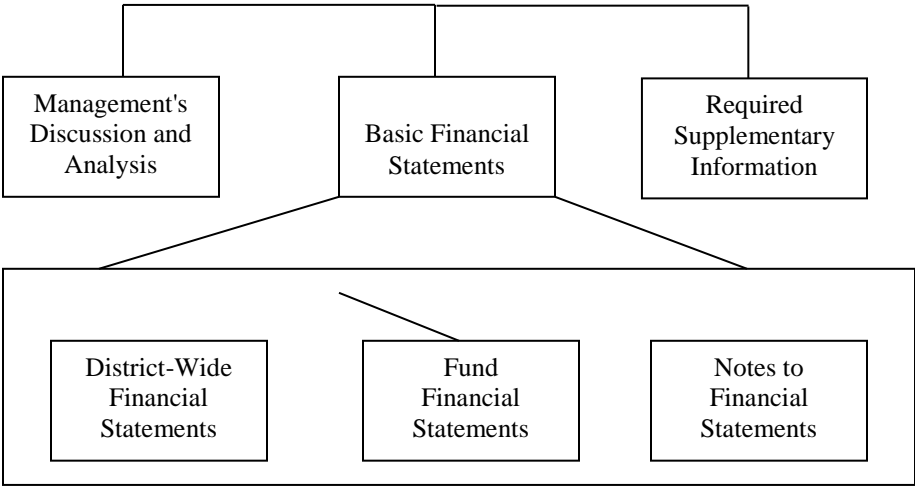 Management's
Discussion and
Analysis
Basic Financial
Statements
Required
Supplementary
Information
District-Wide
Financial
Statements
Fund
Financial
Statements
Notes to
Financial
Statements